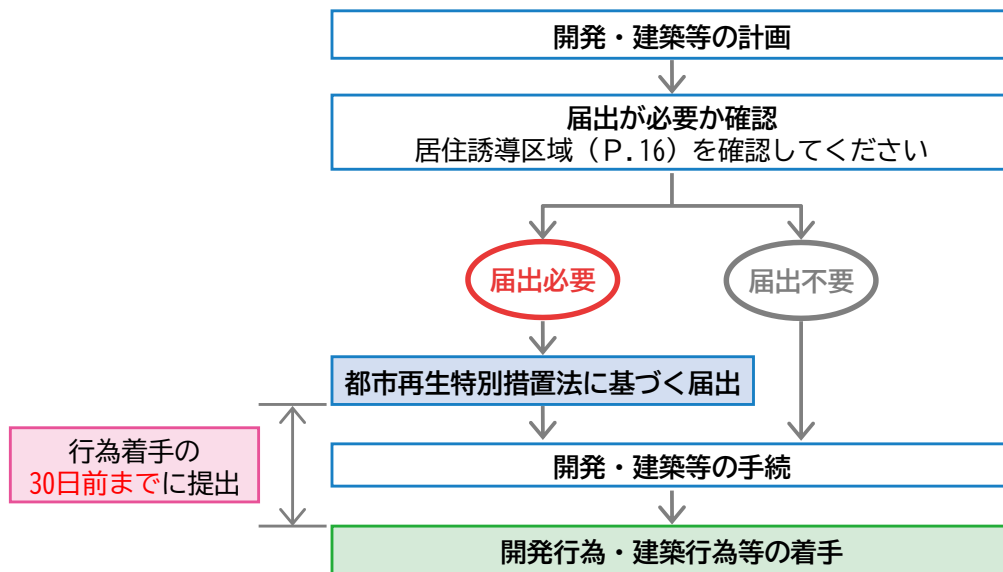 開発・建築等の計画
届出が必要か確認
居住誘導区域（Ｐ.16）を確認してください
届出必要
届出不要
都市再生特別措置法に基づく届出
行為着手の
30日前までに提出
開発・建築等の手続
開発行為・建築行為等の着手